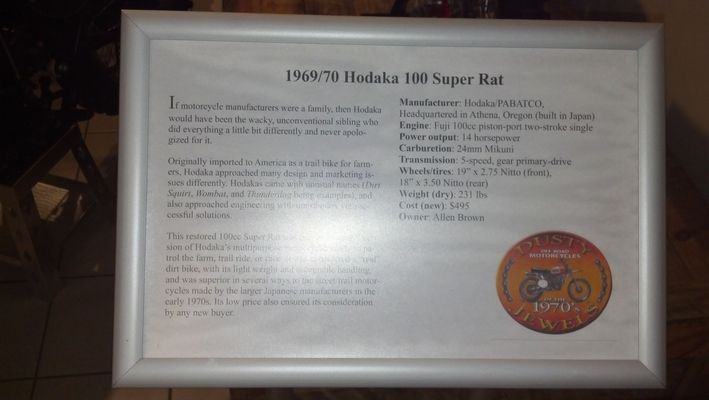 1969/70 Hodaka 100 Super Rat
If motorcycle manufacturers were a family, then Hodaka
would have been the wacky, unconventional sibling who
did everything a little bit differently and never apolo-
gized for it.
Originally imported to America as a trail bike for farm-
ers, Hodaka approached many design and marketing is-
sues differently. Hodakas came with unusual names (Dirt
Squirt, Wombat, and Thunderdog being examples), and
also approached engineering with
cessful solutions.
This restored 100cc Super Rat was
sion of Hodaka's multipurpose
trol the farm, trail ride, or
dirt bike, with its light weight and handling,
and was superior in several ways to the street/trail motor-
cycles made by the larger Japanese manufacturers in the
early 1970s. Its low price also ensured its consideration
by any new buyer.
Manufacturer: Hodaka/PABATCO,
Headquartered in Athena, Oregon (built in Japan)
Engine: Fuji 100cc piston-port two-stroke single
Power output: 14 horsepower
Carburetion: 24mm Mikuni
Transmission: 5-speed, gear primary-drive
Wheels/tires: 19" x 2.75 Nitto (front),
18" x 3.50 Nitto (rear)
Weight (dry): 231 lbs
Cost (new): $495
Owner: Allen Brown
DUSTY
OFF ROAD
MOTORCYCLES
OF THE
1970's
JEWELS